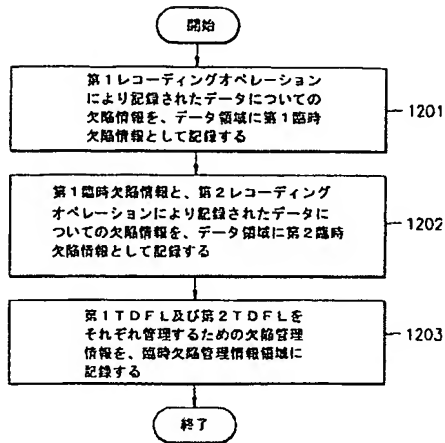 開始
第1レコーディングオペレーション
により記録されたデータについての
欠陥情報を、データ領域に第1臨時
欠陥情報として記録する
1201
第1臨時欠陥情報と、第2レコーディング
オペレーションにより記録されたデータに
ついての欠陥情報を、データ領域に第2臨時
欠陥情報として記録する
1202
第1TDFL及び第2TDFLを
それぞれ管理するための欠陥管理
情報を、臨時欠陥管理情報領域に
記録する
1203
終了